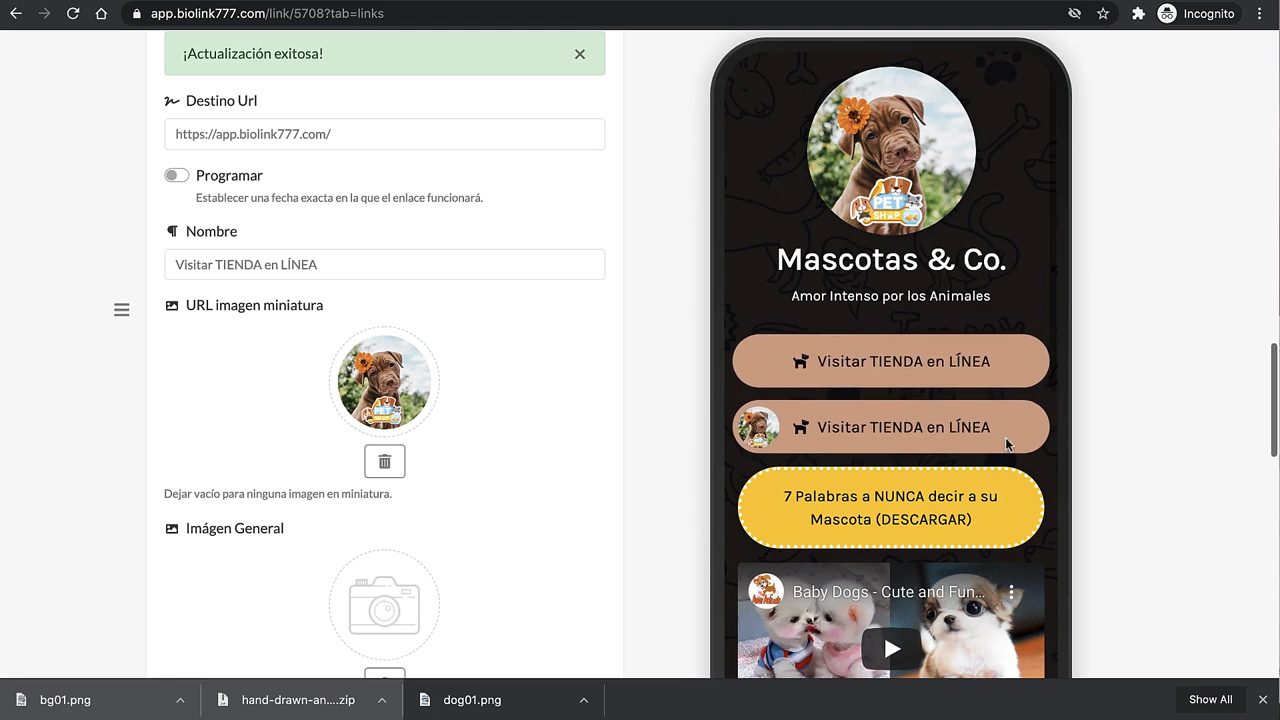 app.biolink777.com/link/5708?tab=links
Incognito
¡Actualización exitosa!
Destino Url
https://app.biolink777.com/
Programar
Establecer una fecha exacta en la que el enlace funcionará.
Nombre
Visitar TIENDA en LÍNEA
URL imagen miniatura
PET
SHOP
Dejar vacío para ninguna imagen en miniatura.
Imágen General
PET
SHOP
Mascotas & Co.
Amor Intenso por los Animales
Visitar TIENDA en LÍNEA
Visitar TIENDA en LÍNEA
7 Palabras a NUNCA decir a su
Mascota (DESCARGAR)
Baby Dogs - Cute and Fun...
bg01.png
hand-drawn-an....zip
dog01.png
Show All